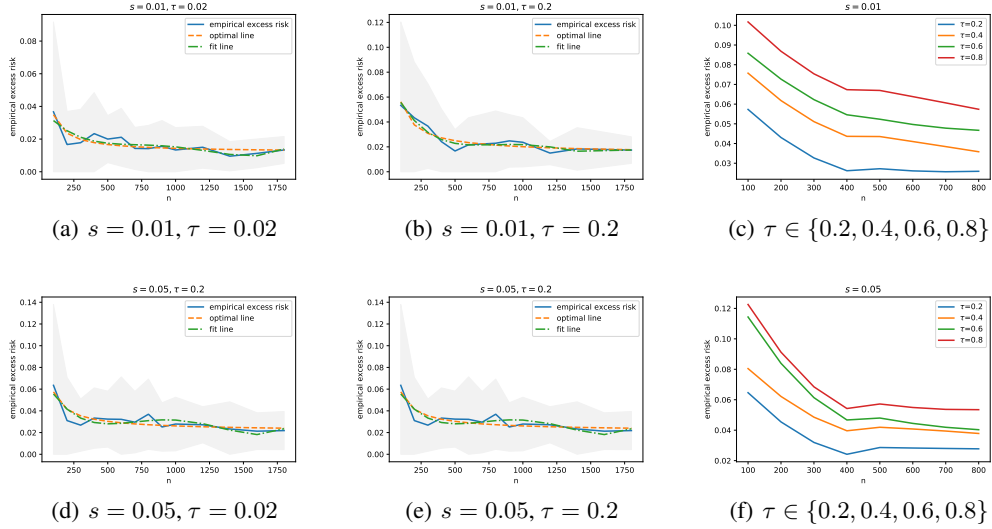 s = 0.01, τ = 0.02
empirical excess risk
0.08
0.06
0.04
0.02
0.00
empirical excess risk
optimal line
fit line
250 500 750 1000 1250 1500 1750
n
(a) s = 0.01, τ = 0.02
s = 0.01, τ = 0.2
empirical excess risk
0.12
0.10
0.08
0.06
0.04
0.02
0.00
empirical excess risk
optimal line
fit line
250 500 750 1000 1250 1500 1750
n
(b) s = 0.01, τ = 0.2
s = 0.01
empirical excess risk
0.10
0.09
0.08
0.07
0.06
0.05
0.04
0.03
τ=0.2
τ=0.4
τ=0.6
τ=0.8
100 200 300 400 500 600 700 800
n
(c) τ ∈ {0.2, 0.4, 0.6, 0.8}
s = 0.05, τ = 0.2
empirical excess risk
0.14
0.12
0.10
0.08
0.06
0.04
0.02
0.00
empirical excess risk
optimal line
fit line
250 500 750 1000 1250 1500 1750
n
(d) s = 0.05, τ = 0.02
s = 0.05, τ = 0.2
empirical excess risk
0.14
0.12
0.10
0.08
0.06
0.04
0.02
0.00
empirical excess risk
optimal line
fit line
250 500 750 1000 1250 1500 1750
n
(e) s = 0.05, τ = 0.2
s = 0.05
empirical excess risk
0.12
0.10
0.08
0.06
0.04
0.02
τ=0.2
τ=0.4
τ=0.6
τ=0.8
100 200 300 400 500 600 700 800
n
(f) τ ∈ {0.2, 0.4, 0.6, 0.8}